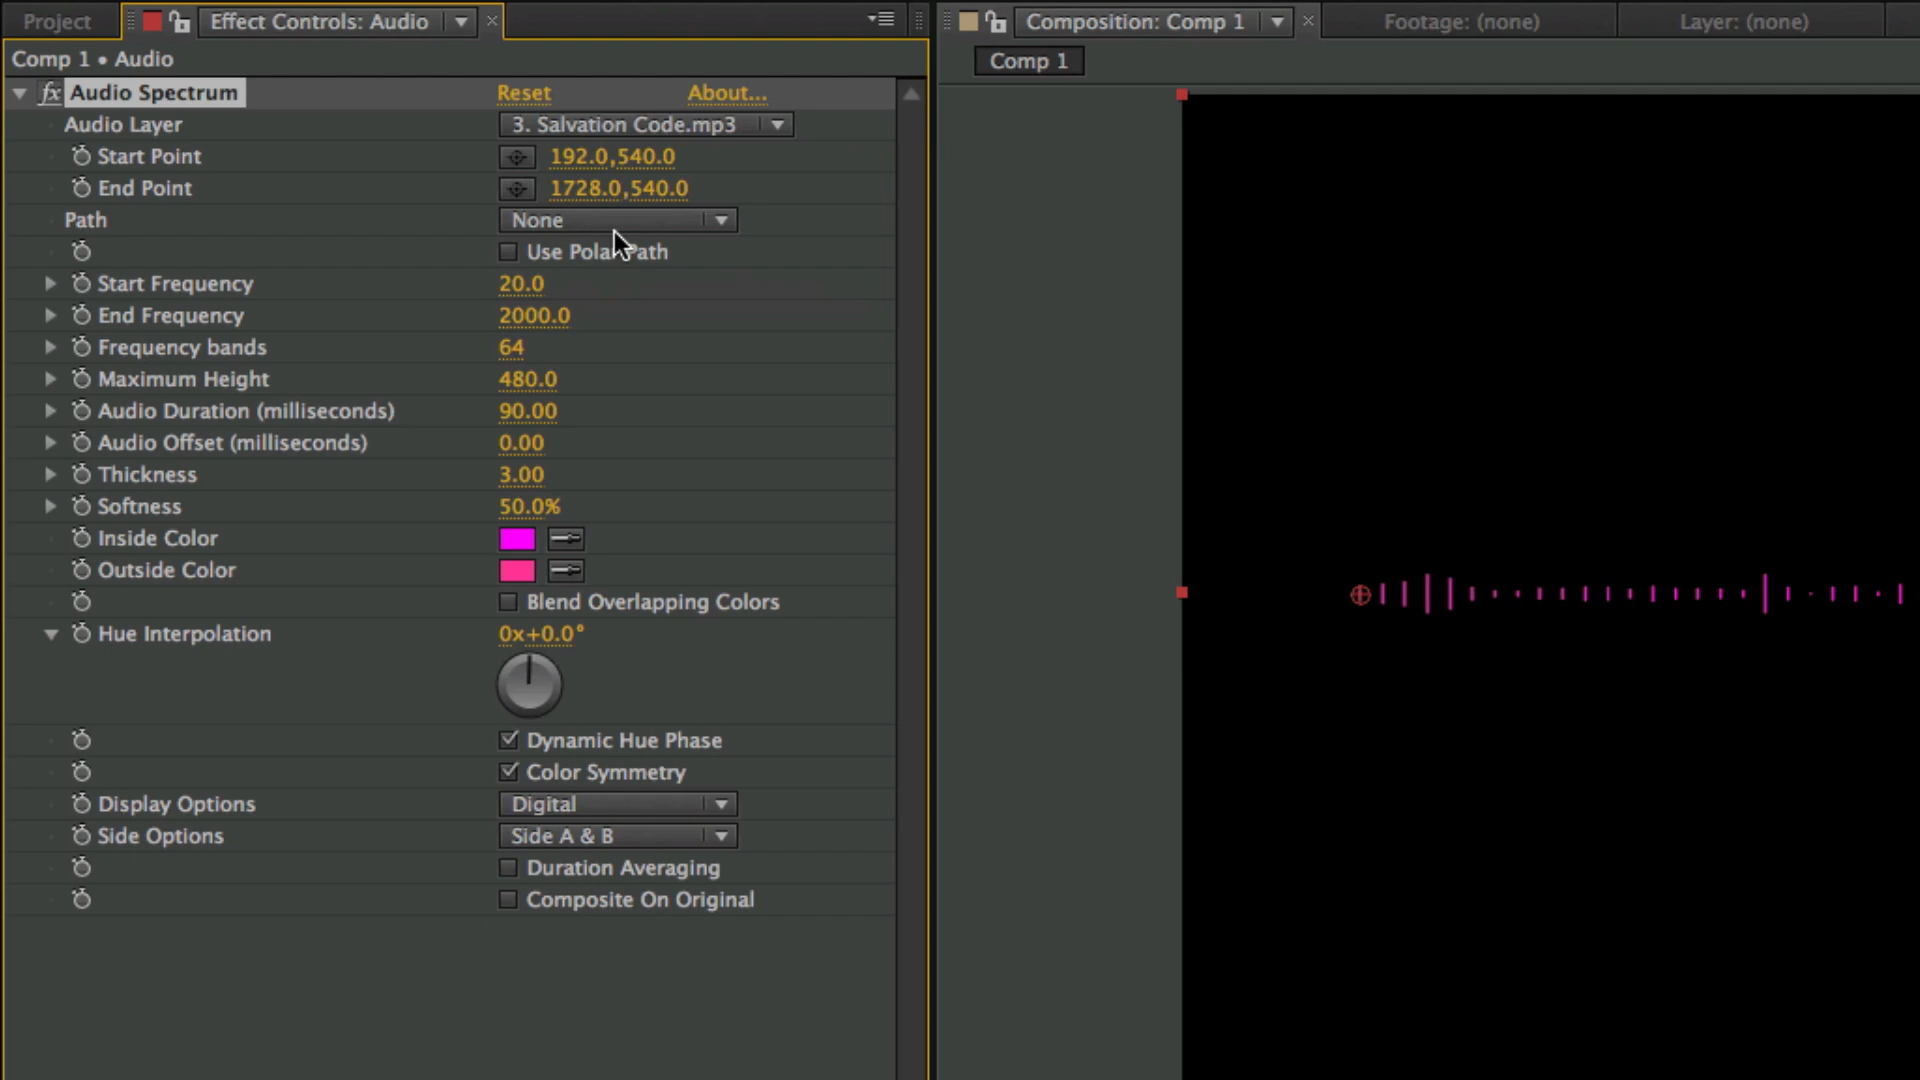 Project
Effect Controls: Audio
Composition: Comp 1
Footage: (none)
Layer: (none)
Comp 1 • Audio
Comp 1
fx Audio Spectrum Reset About...
Audio Layer 3. Salvation Code.mp3
Start Point 192.0,540.0
End Point 1728.0,540.0
Path None
Use Polar Path
Start Frequency 20.0
End Frequency 2000.0
Frequency bands 64
Maximum Height 480.0
Audio Duration (milliseconds) 90.00
Audio Offset (milliseconds) 0.00
Thickness 3.00
Softness 50.0%
Inside Color
Outside Color
Blend Overlapping Colors
Hue Interpolation 0x+0.0°
Dynamic Hue Phase
Color Symmetry
Display Options Digital
Side Options Side A & B
Duration Averaging
Composite On Original